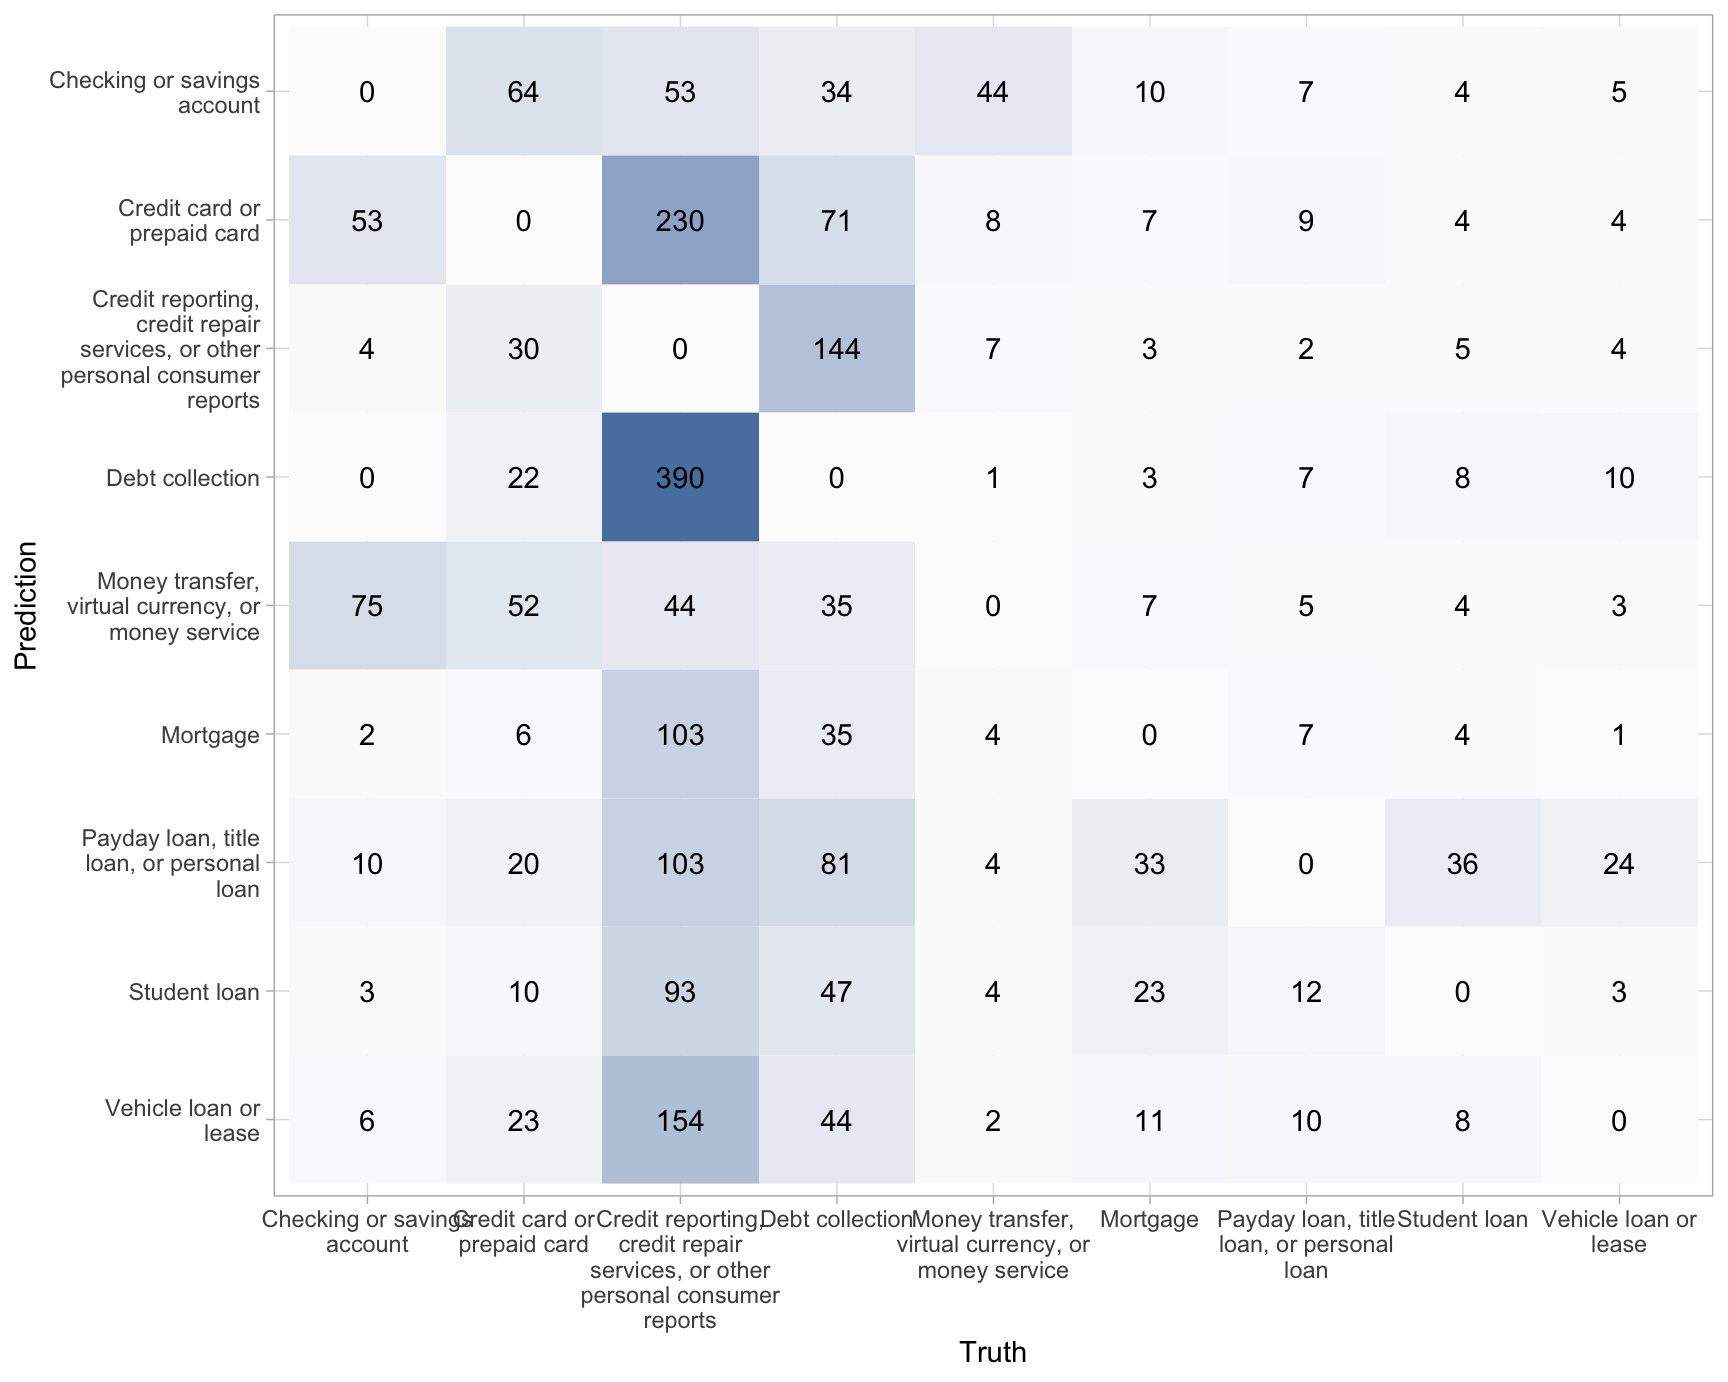 Checking or savings
account
0 64 53 34 44 10 7 4 5
Credit card or
prepaid card
53 0 230 71 8 7 9 4 4
Credit reporting,
credit repair
services, or other
personal consumer
reports
4 30 0 144 7 3 2 5 4
Debt collection
0 22 390 0 1 3 7 8 10
Money transfer,
virtual currency, or
money service
75 52 44 35 0 7 5 4 3
Mortgage
2 6 103 35 4 0 7 4 1
Payday loan, title
loan, or personal
loan
10 20 103 81 4 33 0 36 24
Student loan
3 10 93 47 4 23 12 0 3
Vehicle loan or
lease
6 23 154 44 2 11 10 8 0
Prediction
Checking or savings
account
Credit card or
prepaid card
Credit reporting,
credit repair
services, or other
personal consumer
reports
Debt collection
Money transfer,
virtual currency, or
money service
Mortgage
Payday loan, title
loan, or personal
loan
Student loan
Vehicle loan or
lease
Truth